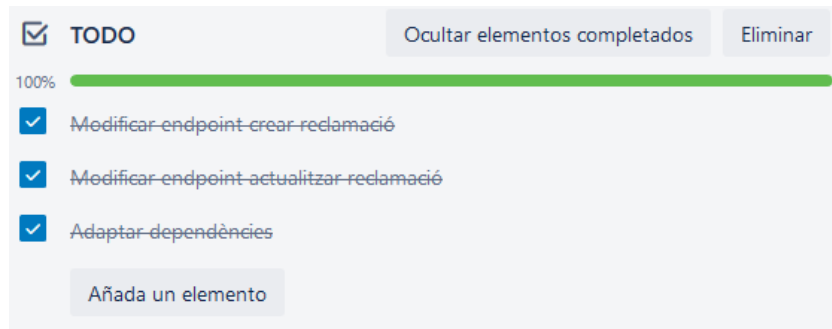 TODO Ocultar elementos completados Eliminar
100%
Modificar endpoint crear reclamació
Modificar endpoint actualitzar reclamació
Adaptar dependències
Añada un elemento